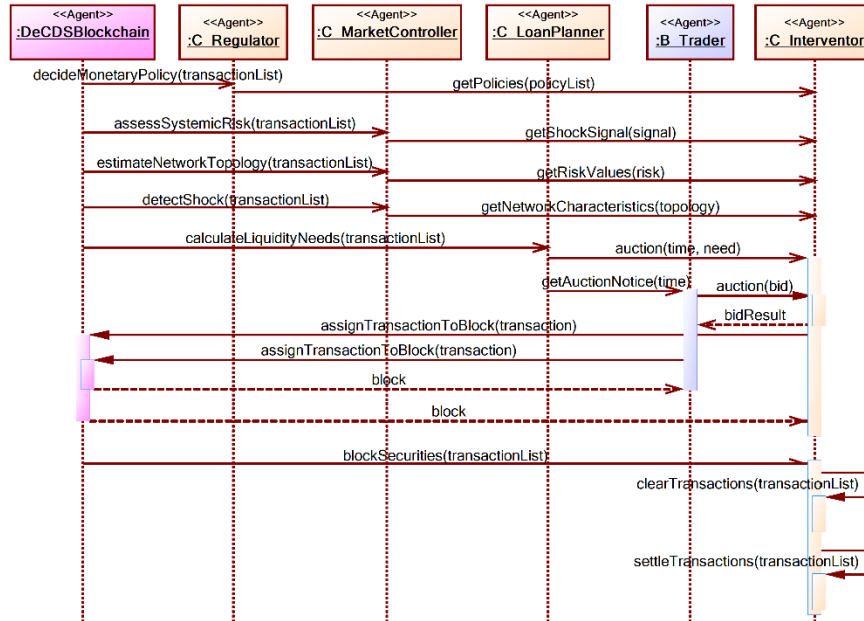 <<Agent>> <<Agent>> <<Agent>> <<Agent>> <<Agent>> <<Agent>>
:DeCDSBlockchain :C_Regulator :C_MarketController :C_LoanPlanner :B_Trader :C_Interventor
decideMonetaryPolicy(transactionList)
getPolicies(policyList)
assessSystemicRisk(transactionList)
getShockSignal(signal)
estimateNetworkTopology(transactionList)
getRiskValues(risk)
detectShock(transactionList)
getNetworkCharacteristics(topology)
calculateLiquidityNeeds(transactionList)
auction(time, need)
getAuctionNotice(time)
auction(bid)
bidResult
assignTransactionToBlock(transaction)
assignTransactionToBlock(transaction)
block
block
blockSecurities(transactionList)
clearTransactions(transactionList)
settleTransactions(transactionList)